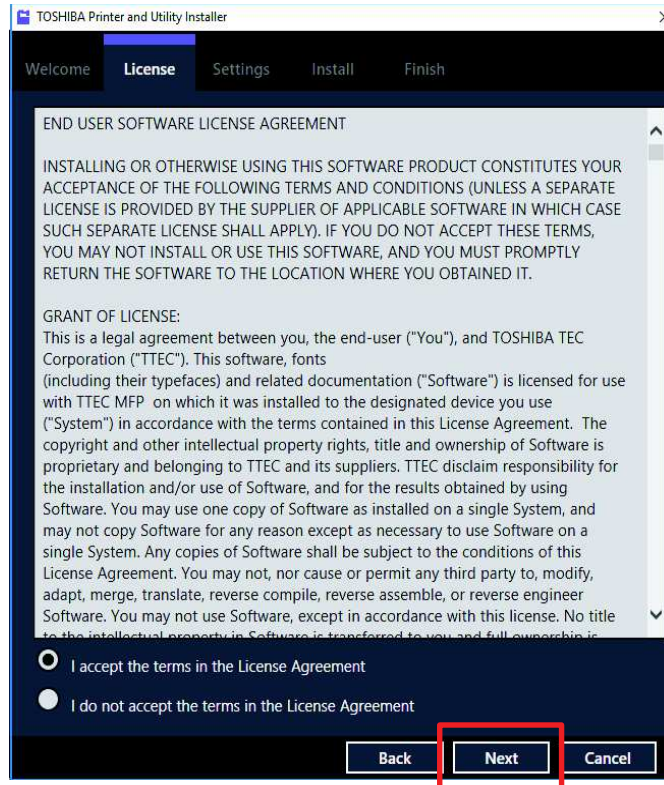 TOSHIBA Printer and Utility Installer
Welcome License Settings Install Finish
END USER SOFTWARE LICENSE AGREEMENT
INSTALLING OR OTHERWISE USING THIS SOFTWARE PRODUCT CONSTITUTES YOUR
ACCEPTANCE OF THE FOLLOWING TERMS AND CONDITIONS (UNLESS A SEPARATE
LICENSE IS PROVIDED BY THE SUPPLIER OF APPLICABLE SOFTWARE IN WHICH CASE
SUCH SEPARATE LICENSE SHALL APPLY). IF YOU DO NOT ACCEPT THESE TERMS,
YOU MAY NOT INSTALL OR USE THIS SOFTWARE, AND YOU MUST PROMPTLY
RETURN THE SOFTWARE TO THE LOCATION WHERE YOU OBTAINED IT.
GRANT OF LICENSE:
This is a legal agreement between you, the end-user ("You"), and TOSHIBA TEC
Corporation ("TTEC"). This software, fonts
(including their typefaces) and related documentation ("Software") is licensed for use
with TTEC MFP on which it was installed to the designated device you use
("System") in accordance with the terms contained in this License Agreement. The
copyright and other intellectual property rights, title and ownership of Software is
proprietary and belonging to TTEC and its suppliers. TTEC disclaim responsibility for
the installation and/or use of Software, and for the results obtained by using
Software. You may use one copy of Software as installed on a single System, and
may not copy Software for any reason except as necessary to use Software on a
single System. Any copies of Software shall be subject to the conditions of this
License Agreement. You may not, nor cause or permit any third party to, modify,
adapt, merge, translate, reverse compile, reverse assemble, or reverse engineer
Software. You may not use Software, except in accordance with this license. No title
to the intellectual property in Software is transferred to you and full ownership is
I accept the terms in the License Agreement
I do not accept the terms in the License Agreement
Back Next Cancel